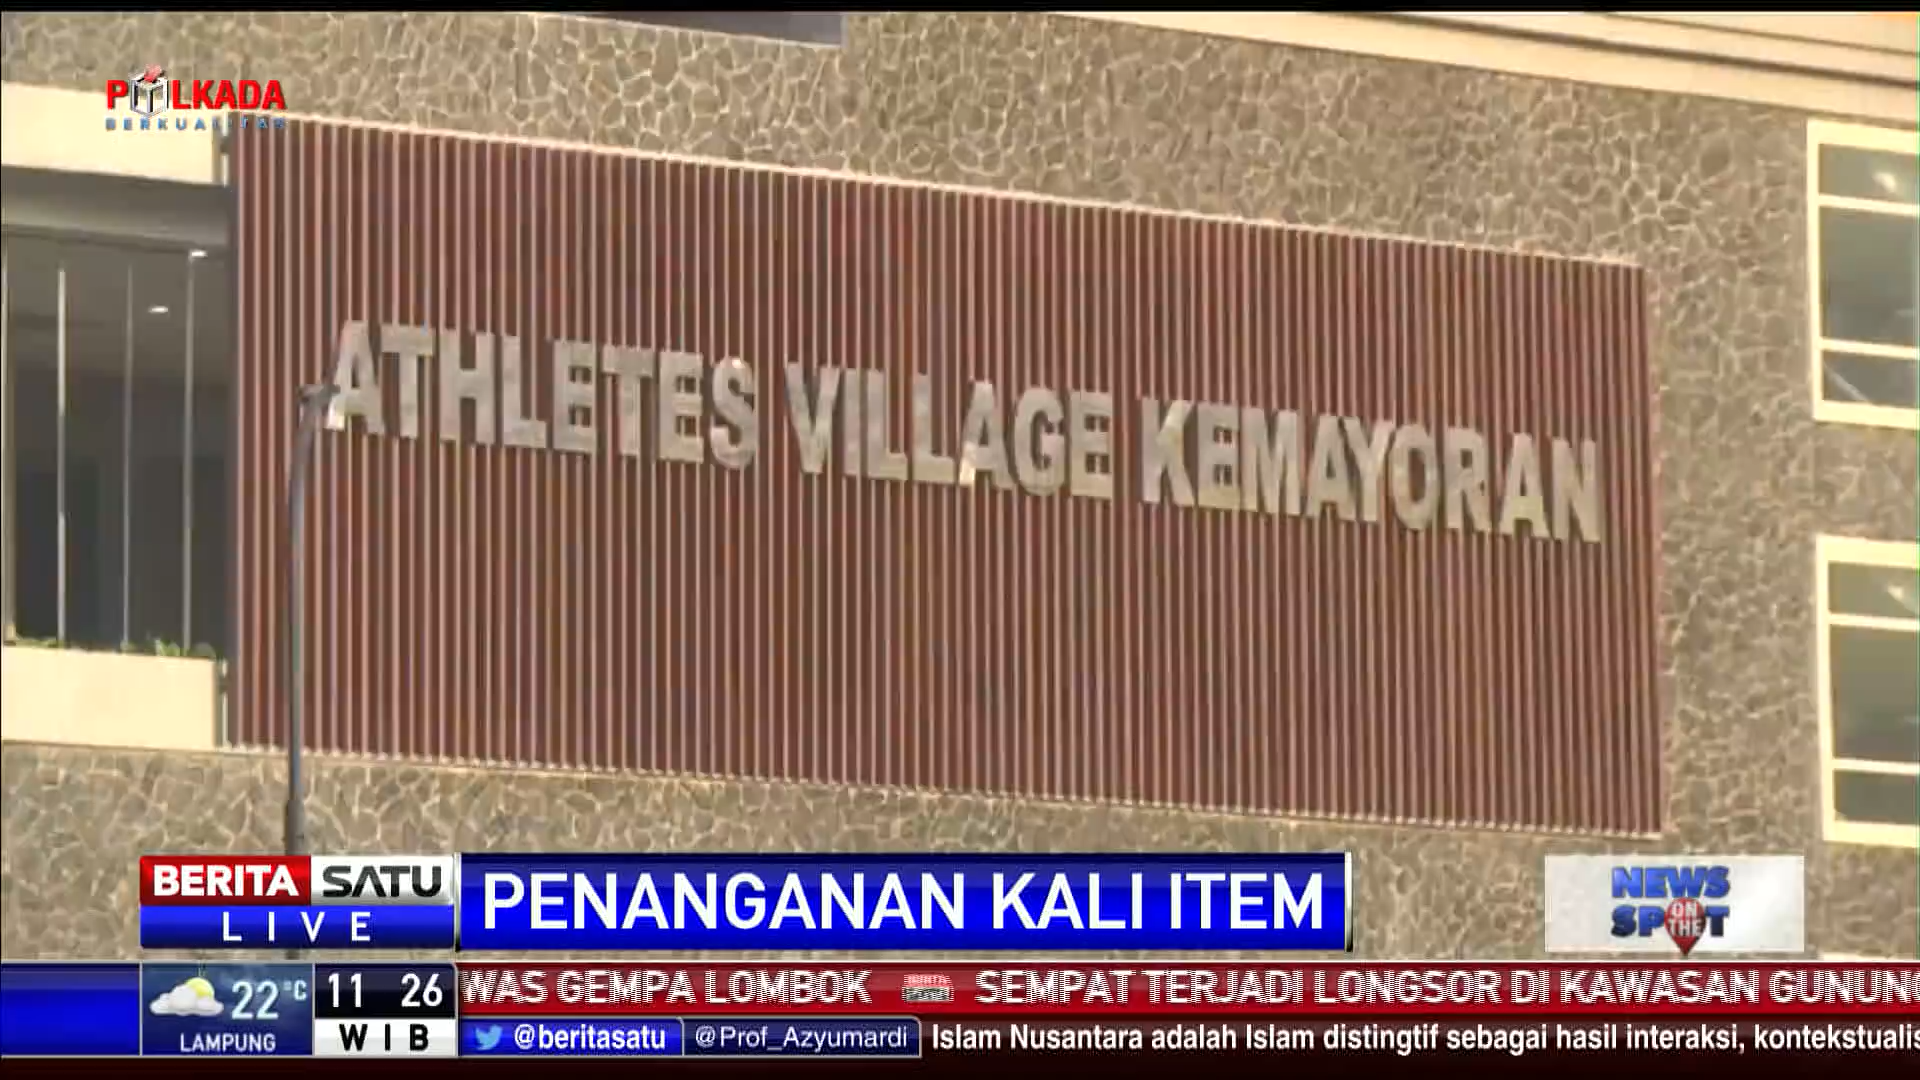 PILKADA
BERKUALITAS
ATHLETES VILLAGE KEMAYORAN
BERITA SATU
LIVE
PENANGANAN KALI ITEM
NEWS
ON THE
SPOT
22°C
LAMPUNG
11 26
WIB
WAS GEMPA LOMBOK SEMPAT TERJADI LONGSOR DI KAWASAN GUNUNG
@beritasatu @Prof_Azyumardi Islam Nusantara adalah Islam distingtif sebagai hasil interaksi, kontekstualis